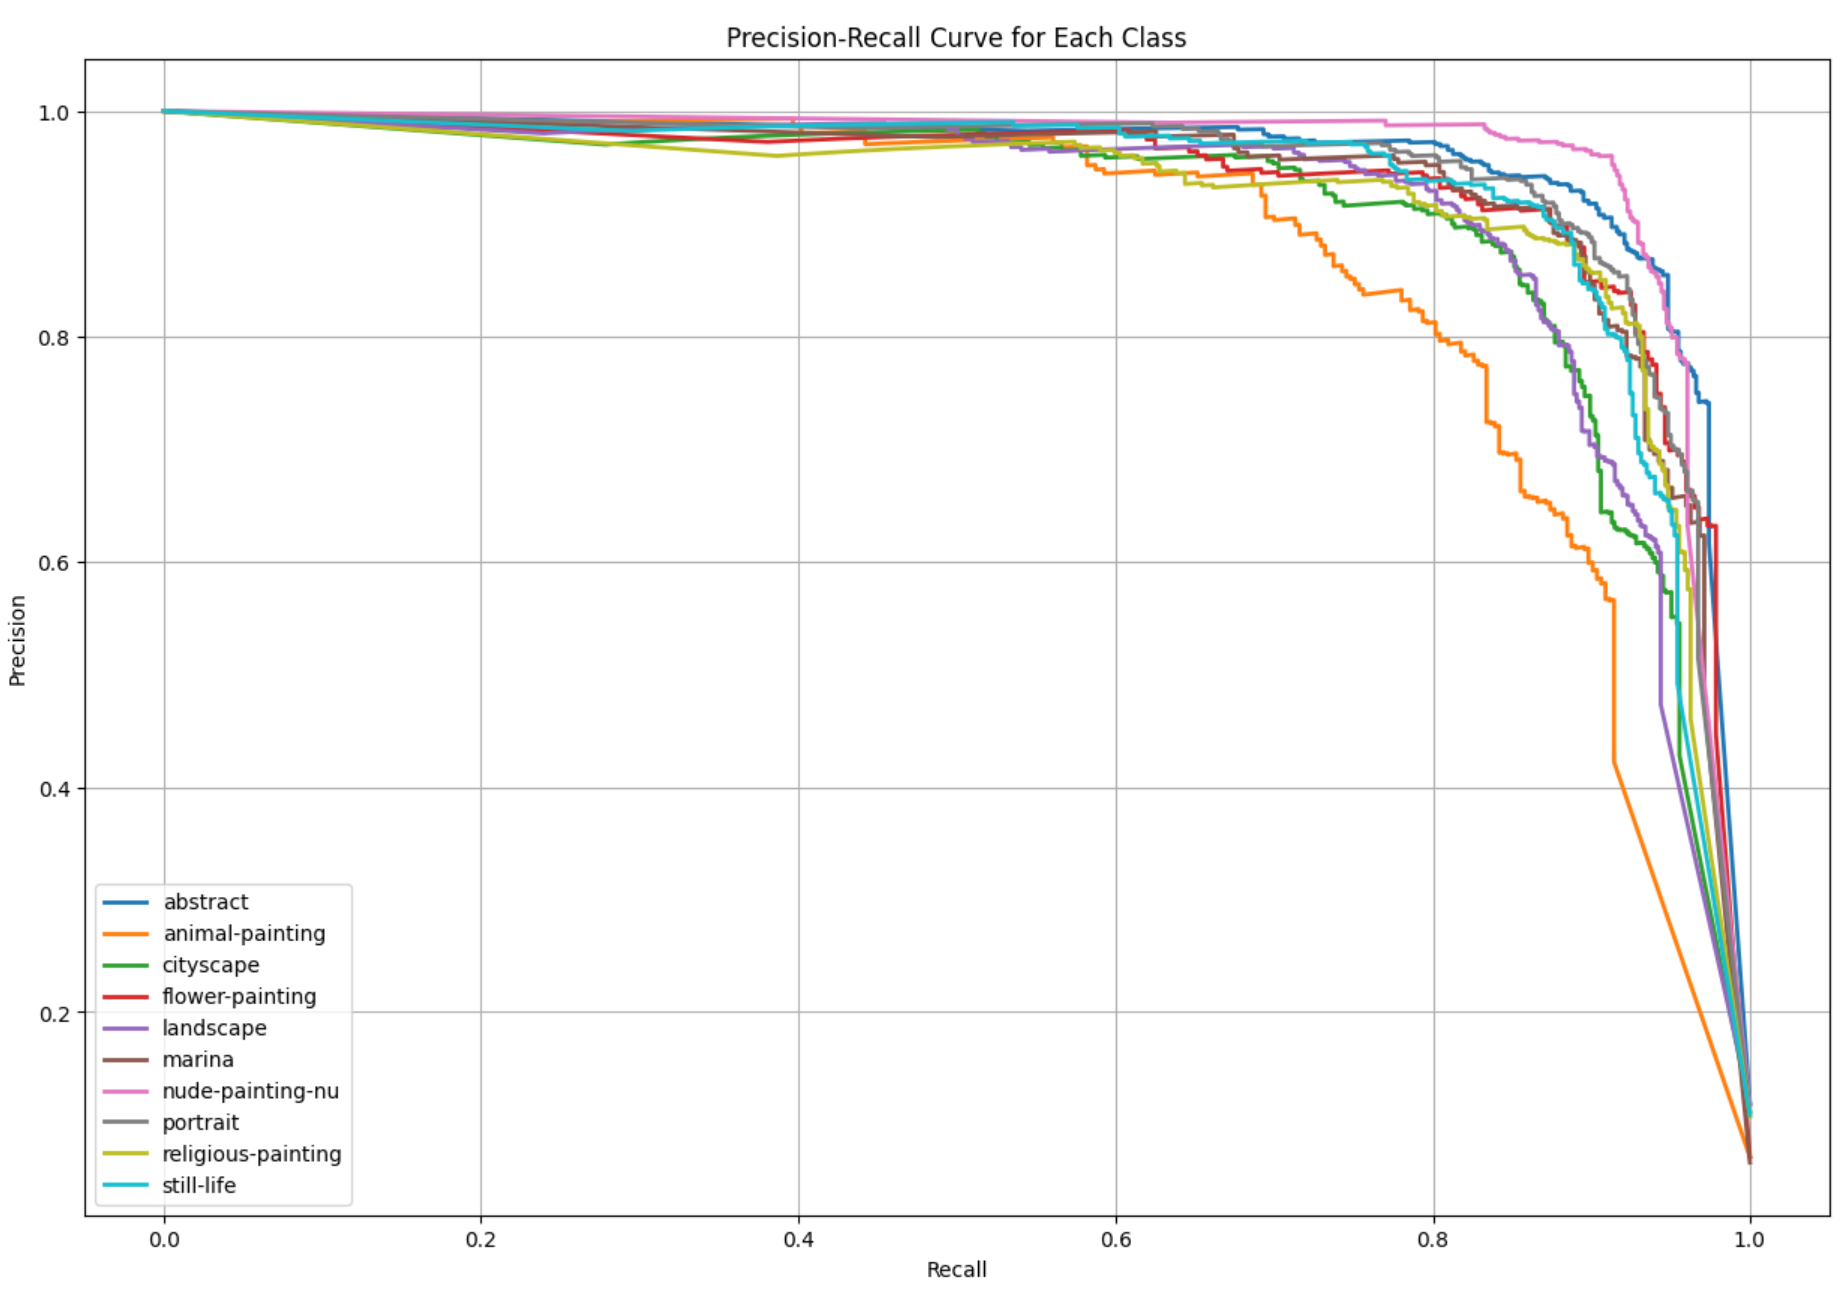 Precision-Recall Curve for Each Class
1.0
0.8
0.6
0.4
0.2
Precision
abstract
animal-painting
cityscape
flower-painting
landscape
marina
nude-painting-nu
portrait
religious-painting
still-life
0.0 0.2 0.4 0.6 0.8 1.0
Recall